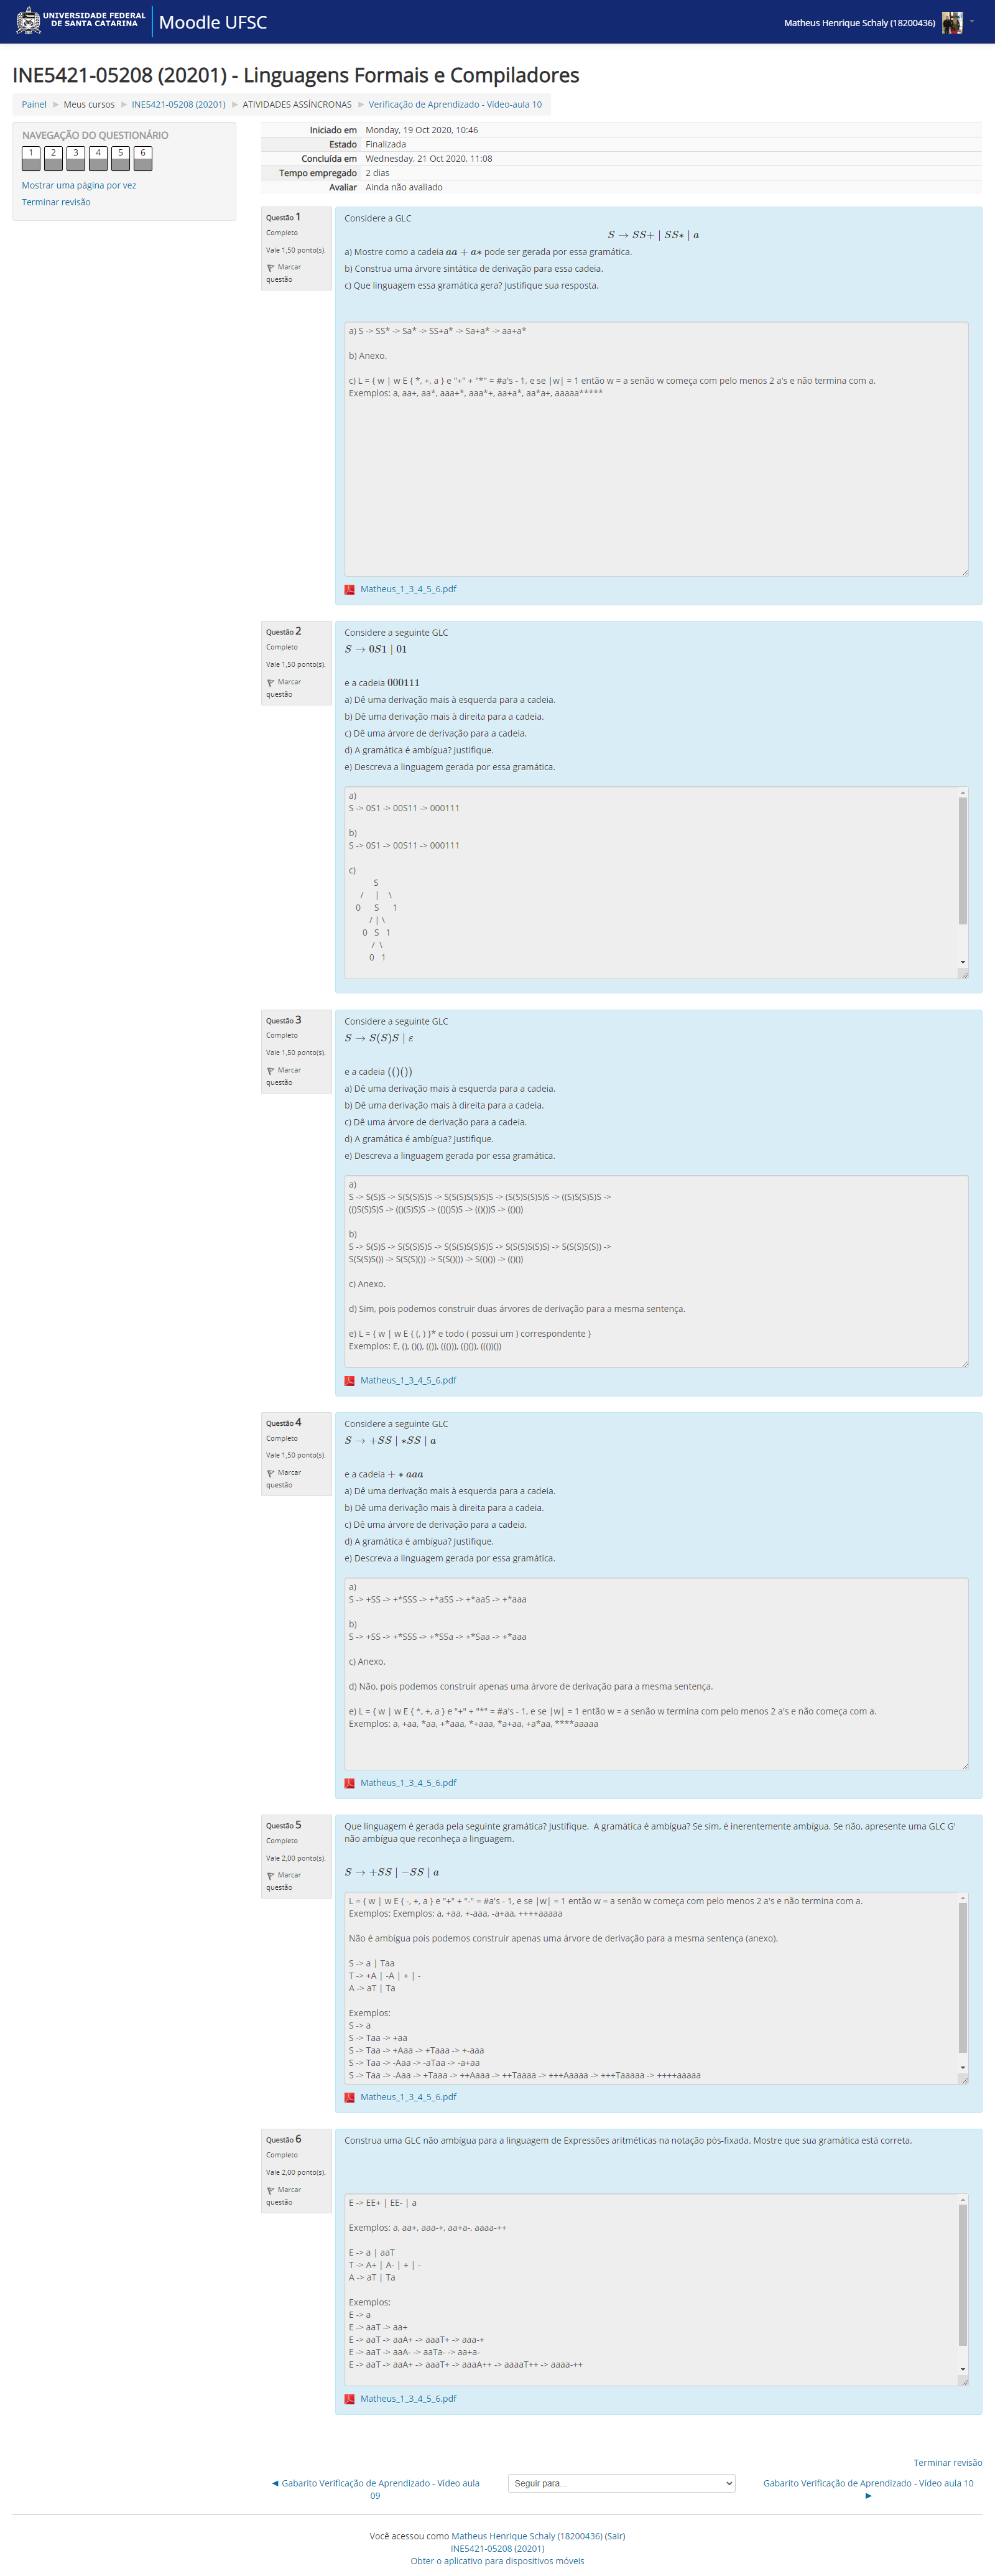 UNIVERSIDADE FEDERAL
DE SANTA CATARINA
Moodle UFSC
Matheus Henrique Schaly (18200436)
INE5421-05208 (20201) - Linguagens Formais e Compiladores
Painel ► Meus cursos ► INE5421-05208 (20201) ► ATIVIDADES ASSÍNCRONAS ► Verificação de Aprendizado - Vídeo-aula 10
NAVEGAÇÃO DO QUESTIONÁRIO
1 2 3 4 5 6
Mostrar uma página por vez
Terminar revisão
Iniciado em Monday, 19 Oct 2020, 10:46
Estado Finalizada
Concluída em Wednesday, 21 Oct 2020, 11:08
Tempo empregado 2 dias
Avaliar Ainda não avaliado
Questão 1
Completo
Vale 1,50 ponto(s).
Marcar
questão
Considere a GLC
S → SS+ | SS∗ | a
a) Mostre como a cadeia aa + a∗ pode ser gerada por essa gramática.
b) Construa uma árvore sintática de derivação para essa cadeia.
c) Que linguagem essa gramática gera? Justifique sua resposta.
a) S -> SS* -> Sa* -> SS+a* -> Sa+a* -> aa+a*
b) Anexo.
c) L = { w | w E { *, +, a } e "+" + "*" = #a's - 1, e se |w| = 1 então w = a senão w começa com pelo menos 2 a's e não termina com a.
Exemplos: a, aa+, aa*, aaa+*, aaa*+, aa+a*, aa*a+, aaaaa*****
Matheus_1_3_4_5_6.pdf
Questão 2
Completo
Vale 1,50 ponto(s).
Marcar
questão
Considere a seguinte GLC
S → 0S1 | 01
e a cadeia 000111
a) Dê uma derivação mais à esquerda para a cadeia.
b) Dê uma derivação mais à direita para a cadeia.
c) Dê uma árvore de derivação para a cadeia.
d) A gramática é ambígua? Justifique.
e) Descreva a linguagem gerada por essa gramática.
a)
S -> 0S1 -> 00S11 -> 000111
b)
S -> 0S1 -> 00S11 -> 000111
c)
S
/ | \
0 S 1
/ | \
0 S 1
/ \
0 1
Questão 3
Completo
Vale 1,50 ponto(s).
Marcar
questão
Considere a seguinte GLC
S → S(S)S | ε
e a cadeia (()())
a) Dê uma derivação mais à esquerda para a cadeia.
b) Dê uma derivação mais à direita para a cadeia.
c) Dê uma árvore de derivação para a cadeia.
d) A gramática é ambígua? Justifique.
e) Descreva a linguagem gerada por essa gramática.
a)
S -> S(S)S -> S(S(S)S)S -> S(S(S)S(S)S)S -> (S(S)S(S)S)S -> ((S)S(S)S)S ->
(()S(S)S)S -> (()(S)S)S -> (()()S)S -> (()())S -> (()())
b)
S -> S(S)S -> S(S(S)S)S -> S(S(S)S(S)S)S -> S(S(S)S(S)S) -> S(S(S)S(S)) ->
S(S(S)S()) -> S(S(S)()) -> S(S()()) -> S(()()) -> (()())
c) Anexo.
d) Sim, pois podemos construir duas árvores de derivação para a mesma sentença.
e) L = { w | w E { (, ) }* e todo ( possui um ) correspondente }
Exemplos: E, (), ()(), (()), ((())), (()()), ((())())
Matheus_1_3_4_5_6.pdf
Questão 4
Completo
Vale 1,50 ponto(s).
Marcar
questão
Considere a seguinte GLC
S → +SS | ∗SS | a
e a cadeia + ∗ aaa
a) Dê uma derivação mais à esquerda para a cadeia.
b) Dê uma derivação mais à direita para a cadeia.
c) Dê uma árvore de derivação para a cadeia.
d) A gramática é ambígua? Justifique.
e) Descreva a linguagem gerada por essa gramática.
a)
S -> +SS -> +*SSS -> +*aSS -> +*aaS -> +*aaa
b)
S -> +SS -> +*SSS -> +*SSa -> +*Saa -> +*aaa
c) Anexo.
d) Não, pois podemos construir apenas uma árvore de derivação para a mesma sentença.
e) L = { w | w E { *, +, a } e "+" + "*" = #a's - 1, e se |w| = 1 então w = a senão w termina com pelo menos 2 a's e não começa com a.
Exemplos: a, +aa, *aa, +*aaa, *+aaa, *a+aa, +a*aa, ****aaaaa
Matheus_1_3_4_5_6.pdf
Questão 5
Completo
Vale 2,00 ponto(s).
Marcar
questão
Que linguagem é gerada pela seguinte gramática? Justifique. A gramática é ambígua? Se sim, é inerentemente ambígua. Se não, apresente uma GLC G'
não ambígua que reconheça a linguagem.
S → +SS | −SS | a
L = { w | w E { -, +, a } e "+" + "-" = #a's - 1, e se |w| = 1 então w = a senão w começa com pelo menos 2 a's e não termina com a.
Exemplos: Exemplos: a, +aa, +-aaa, -a+aa, ++++aaaaa
Não é ambígua pois podemos construir apenas uma árvore de derivação para a mesma sentença (anexo).
S -> a | Taa
T -> +A | -A | + | -
A -> aT | Ta
Exemplos:
S -> a
S -> Taa -> +aa
S -> Taa -> +Aaa -> +Taaa -> +-aaa
S -> Taa -> -Aaa -> -aTaa -> -a+aa
S -> Taa -> -Aaa -> +Taaa -> ++Aaaa -> ++Taaaa -> +++Aaaaa -> +++Taaaaa -> ++++aaaaa
Matheus_1_3_4_5_6.pdf
Questão 6
Completo
Vale 2,00 ponto(s).
Marcar
questão
Construa uma GLC não ambígua para a linguagem de Expressões aritméticas na notação pós-fixada. Mostre que sua gramática está correta.
E -> EE+ | EE- | a
Exemplos: a, aa+, aaa-+, aa+a-, aaaa-++
E -> a | aaT
T -> A+ | A- | + | -
A -> aT | Ta
Exemplos:
E -> a
E -> aaT -> aa+
E -> aaT -> aaA+ -> aaaT+ -> aaa-+
E -> aaT -> aaA- -> aaTa- -> aa+a-
E -> aaT -> aaA+ -> aaaT+ -> aaaA++ -> aaaaT++ -> aaaa-++
Matheus_1_3_4_5_6.pdf
Terminar revisão
◄ Gabarito Verificação de Aprendizado - Vídeo aula
09
Seguir para...
Gabarito Verificação de Aprendizado - Vídeo aula 10
►
Você acessou como Matheus Henrique Schaly (18200436) (Sair)
INE5421-05208 (20201)
Obter o aplicativo para dispositivos móveis